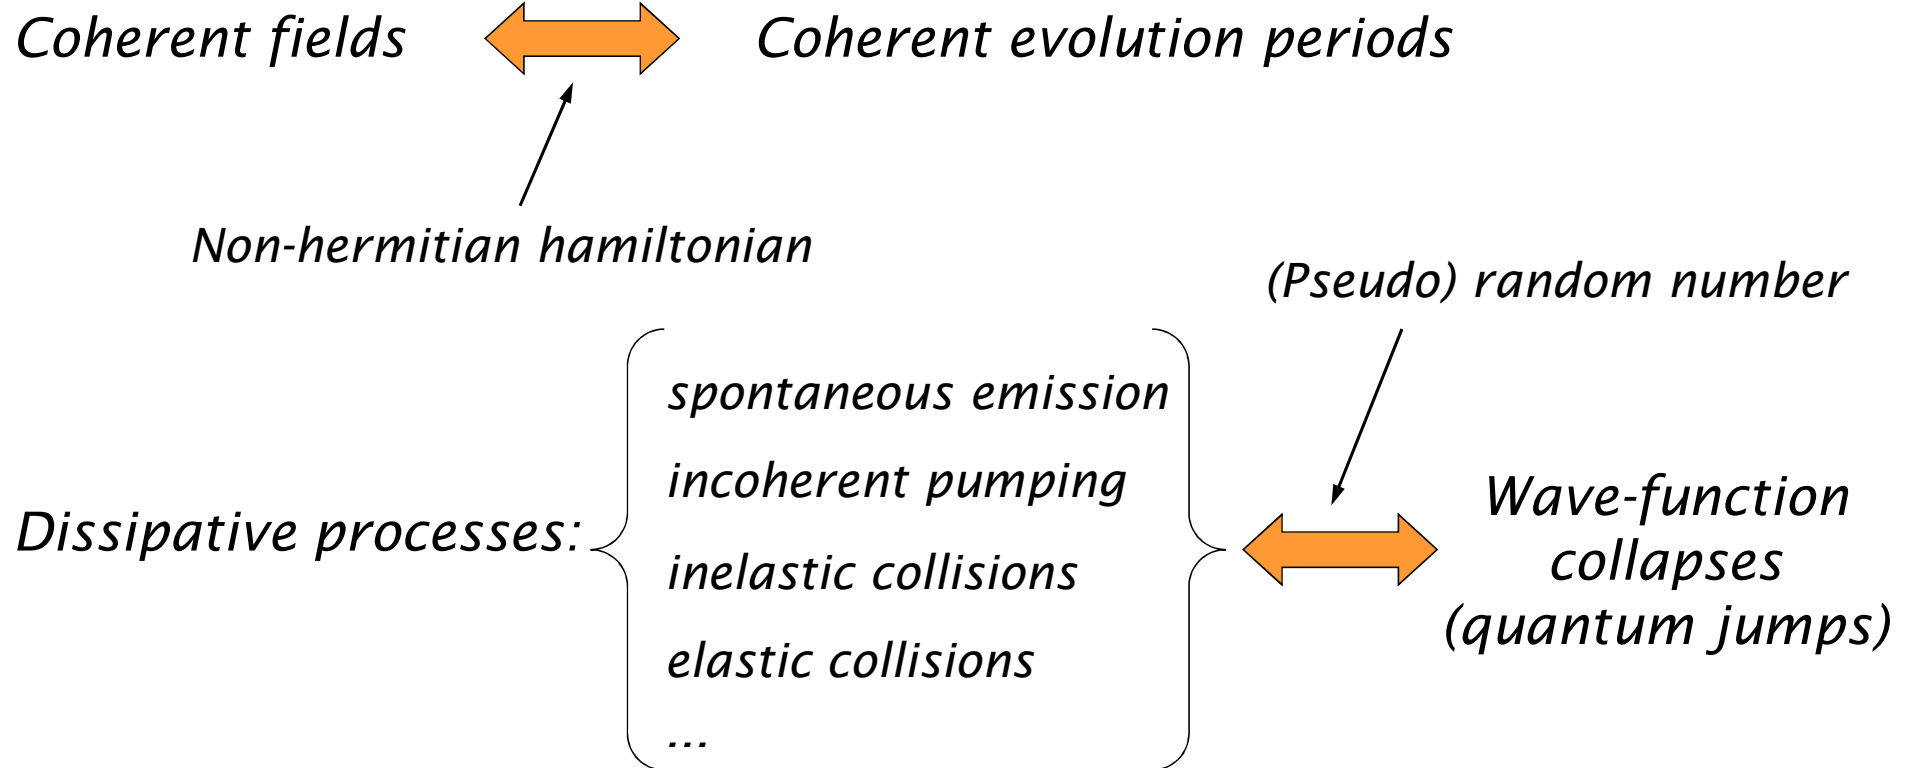 Coherent fields
Coherent evolution periods
Non-hermitian hamiltonian
(Pseudo) random number
Dissipative processes:
spontaneous emission
incoherent pumping
inelastic collisions
elastic collisions
...
Wave-function
collapses
(quantum jumps)